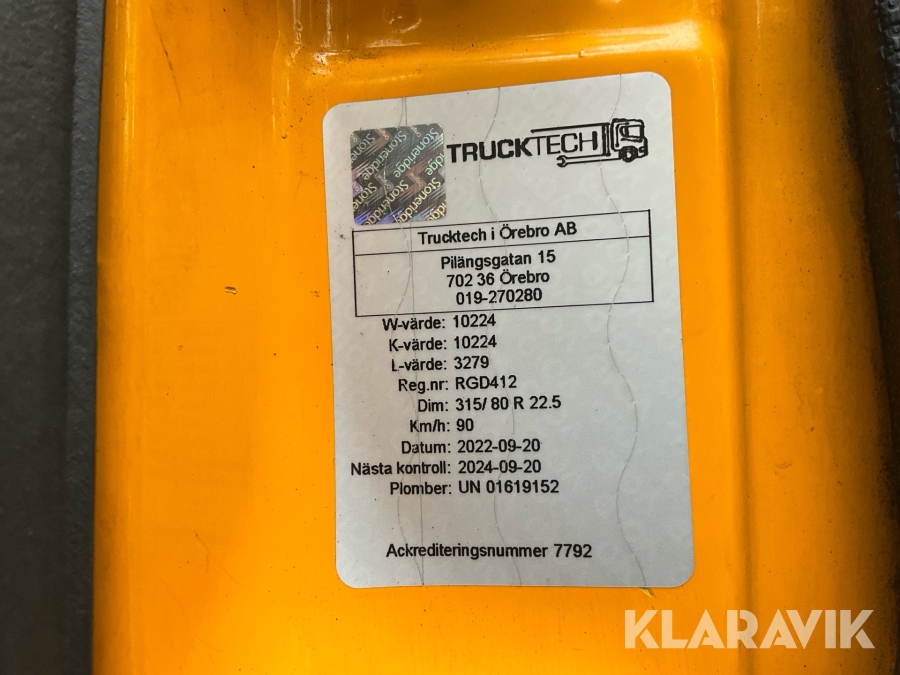 Stoneridge
TRUCKTECH
Trucktech i Örebro AB
Pilängsgatan 15
702 36 Örebro
019-270280
W-värde: 10224
K-värde: 10224
L-värde: 3279
Reg.nr: RGD412
Dim: 315/ 80 R 22.5
Km/h: 90
Datum: 2022-09-20
Nästa kontroll: 2024-09-20
Plomber: UN 01619152
Ackrediteringsnummer 7792
KLARAVIK